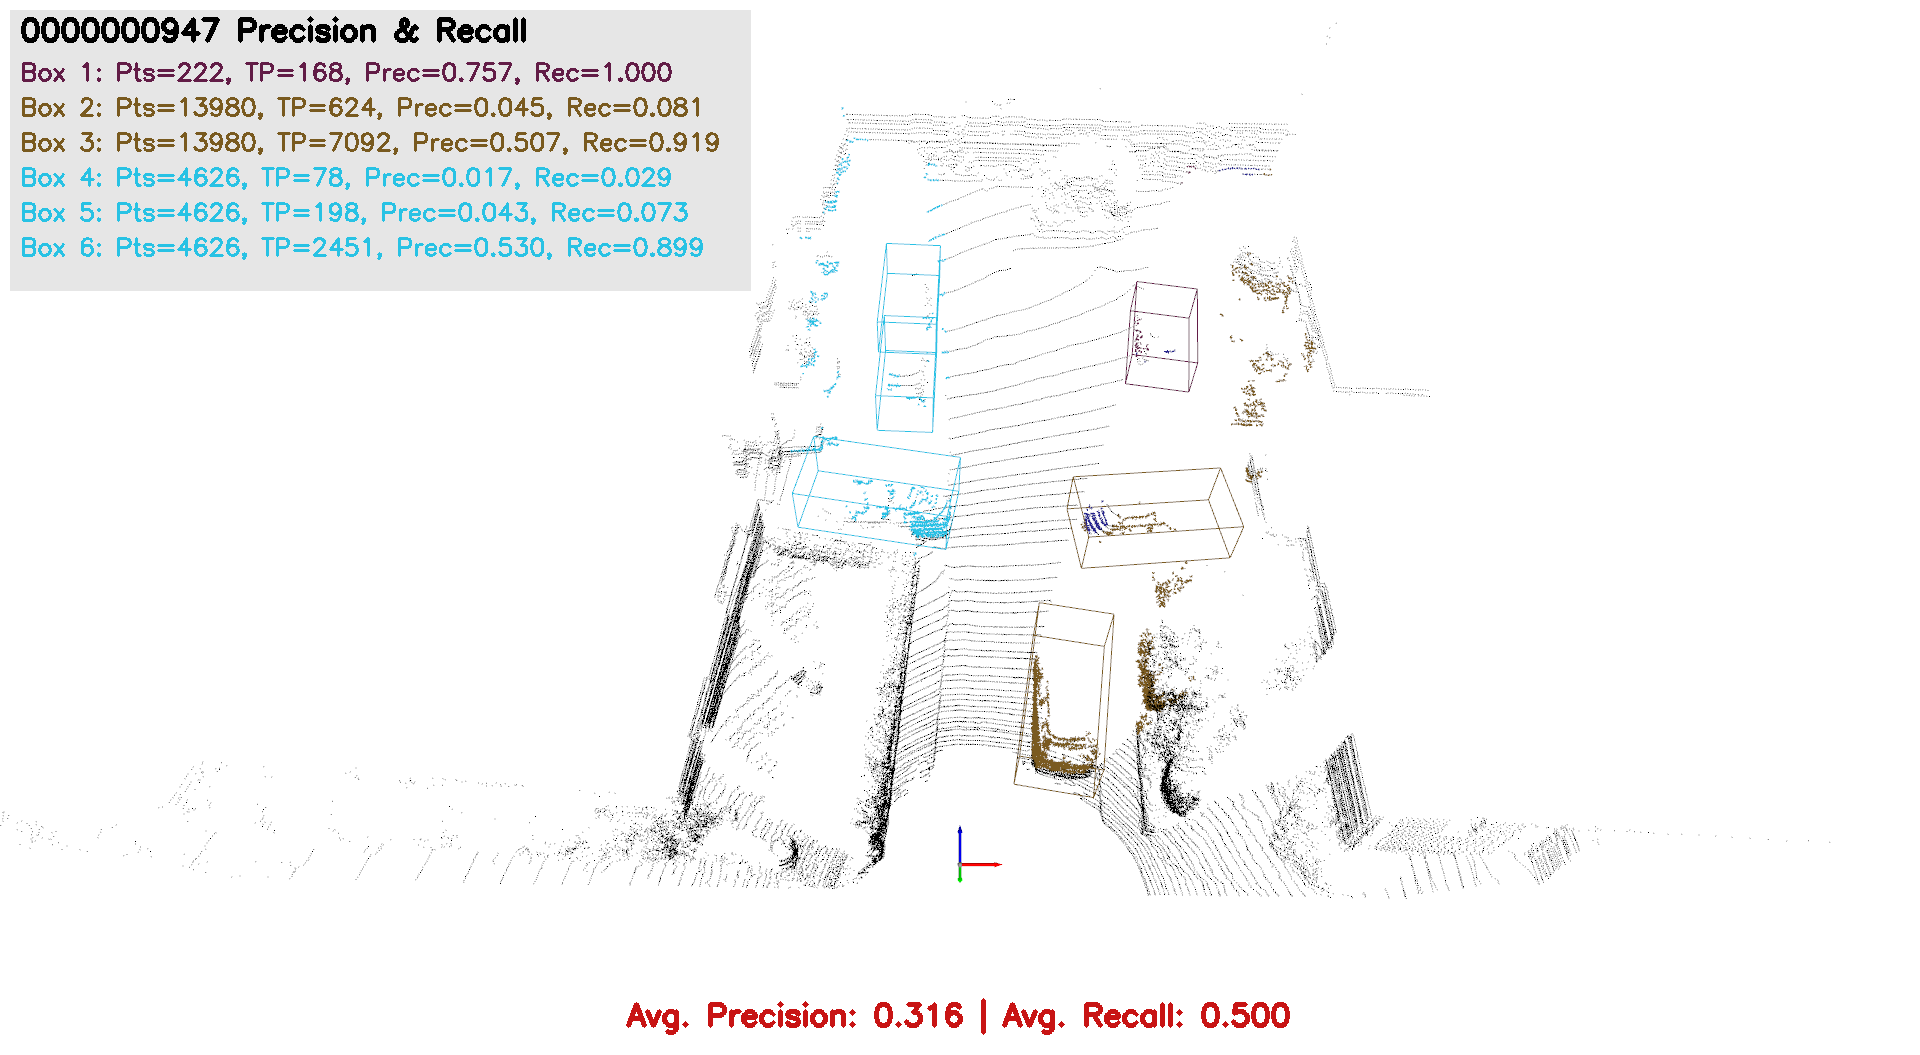 0000000947 Precision & Recall
Box 1: Pts=222, TP=168, Prec=0.757, Rec=1.000
Box 2: Pts=13980, TP=624, Prec=0.045, Rec=0.081
Box 3: Pts=13980, TP=7092, Prec=0.507, Rec=0.919
Box 4: Pts=4626, TP=78, Prec=0.017, Rec=0.029
Box 5: Pts=4626, TP=198, Prec=0.043, Rec=0.073
Box 6: Pts=4626, TP=2451, Prec=0.530, Rec=0.899
Avg. Precision: 0.316 | Avg. Recall: 0.500